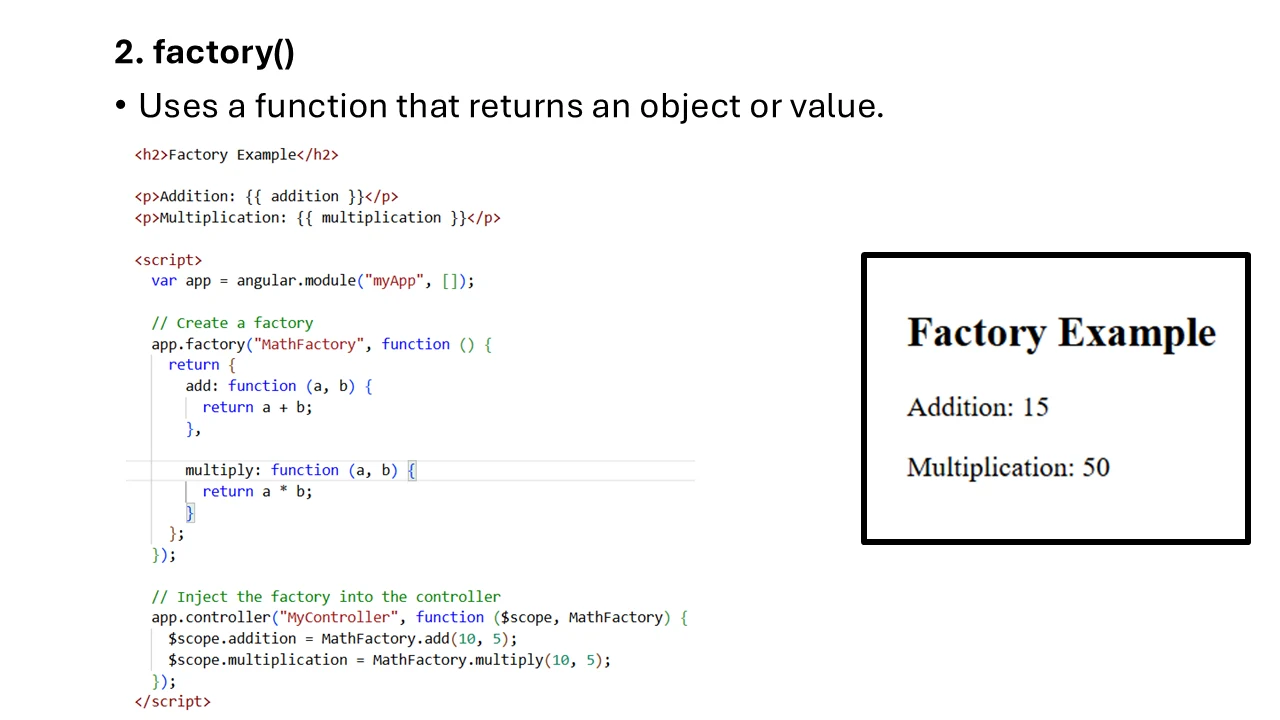 2. factory()
• Uses a function that returns an object or value.
<h2>Factory Example</h2>
<p>Addition: {{ addition }}</p>
<p>Multiplication: {{ multiplication }}</p>
<script>
var app = angular.module("myApp", []);
// Create a factory
app.factory("MathFactory", function () {
return {
add: function (a, b) {
return a + b;
},
multiply: function (a, b) {
return a * b;
}
};
});
// Inject the factory into the controller
app.controller("MyController", function ($scope, MathFactory) {
$scope.addition = MathFactory.add(10, 5);
$scope.multiplication = MathFactory.multiply(10, 5);
});
</script>
Factory Example
Addition: 15
Multiplication: 50